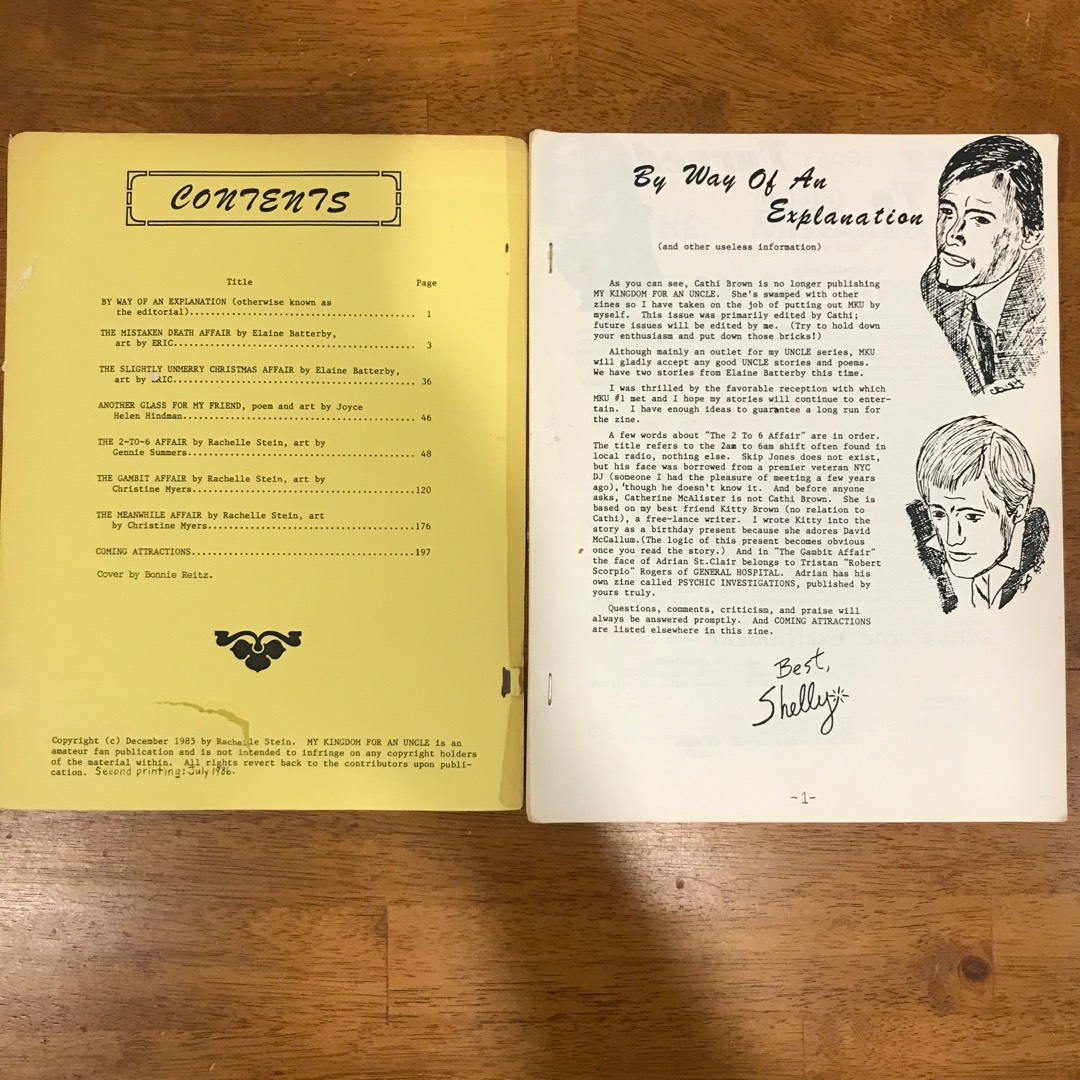 CONTENTS
Title Page
BY WAY OF AN EXPLANATION (otherwise known as
the editorial)........................................ 1
THE MISTAKEN DEATH AFFAIR by Elaine Batterby,
art by ERIC........................................... 3
THE SLIGHTLY UNMERRY CHRISTMAS AFFAIR by Elaine Batterby,
art by ERIC........................................... 36
ANOTHER GLASS FOR MY FRIEND, poem and art by Joyce
Helen Hindman......................................... 46
THE 2-TO-6 AFFAIR by Rachelle Stein, art by
Gennie Summers........................................ 48
THE GAMBIT AFFAIR by Rachelle Stein, art by
Christine Myers.......................................120
THE MEANWHILE AFFAIR by Rachelle Stein, art
by Christine Myers....................................176
COMING ATTRACTIONS........................................197
Cover by Bonnie Reitz.
Copyright (c) December 1985 by Rachelle Stein. MY KINGDOM FOR AN UNCLE is an
amateur fan publication and is not intended to infringe on any copyright holders
of the material within. All rights revert back to the contributors upon publi-
cation. Second printing: July 1986.
By Way Of An
Explanation
(and other useless information)
As you can see, Cathi Brown is no longer publishing
MY KINGDOM FOR AN UNCLE. She's swamped with other
zines so I have taken on the job of putting out MKU by
myself. This issue was primarily edited by Cathi;
future issues will be edited by me. (Try to hold down
your enthusiasm and put down those bricks!)
Although mainly an outlet for my UNCLE series, MKU
will gladly accept any good UNCLE stories and poems.
We have two stories from Elaine Batterby this time.
I was thrilled by the favorable reception with which
MKU #1 met and I hope my stories will continue to enter-
tain. I have enough ideas to guarantee a long run for
the zine.
A few words about "The 2 To 6 Affair" are in order.
The title refers to the 2am to 6am shift often found in
local radio, nothing else. Skip Jones does not exist,
but his face was borrowed from a premier veteran NYC
DJ (someone I had the pleasure of meeting a few years
ago), 'though he doesn't know it. And before anyone
asks, Catherine McAlister is not Cathi Brown. She is
based on my best friend Kitty Brown (no relation to
Cathi), a free-lance writer. I wrote Kitty into the
story as a birthday present because she adores David
McCallum.(The logic of this present becomes obvious
once you read the story.) And in "The Gambit Affair"
the face of Adrian St.Clair belongs to Tristan "Robert
Scorpio" Rogers of GENERAL HOSPITAL. Adrian has his
own zine called PSYCHIC INVESTIGATIONS, published by
yours truly.
Questions, comments, criticism, and praise will
always be answered promptly. And COMING ATTRACTIONS
are listed elsewhere in this zine.
Best,
Shelly
-1-